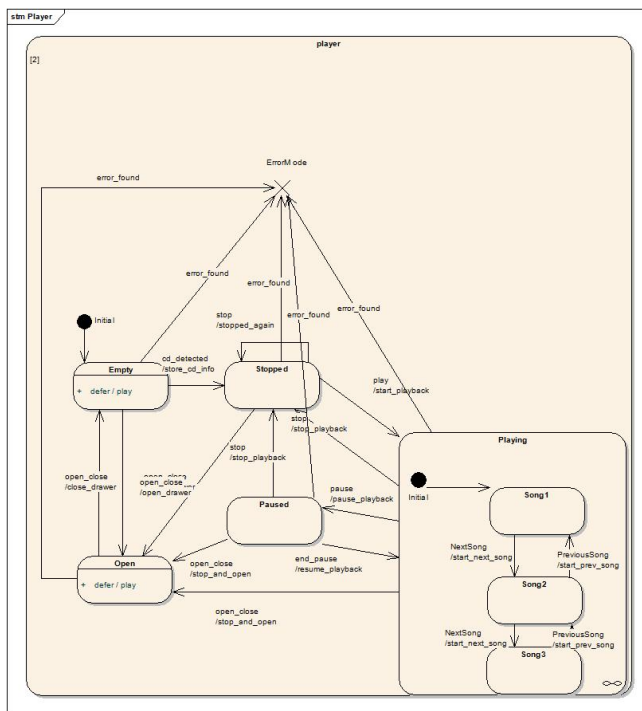 stm Player
player
[2]
ErrorM ode
error_found
error_found
error_found
error_found
error_found
stop
/stopped_again
Initial
cd_detected
/store_cd_info
Empty
+ defer / play
Stopped
play
/start_playback
stop
/stop_playback
stop
/stop_playback
Playing
open_close
/close_drawer
open_close
/open_drawer
pause
/pause_playback
Initial
Song1
Paused
NextSong
/start_next_song
PreviousSong
/start_prev_song
Open
+ defer / play
open_close
/stop_and_open
end_pause
/resume_playback
Song2
open_close
/stop_and_open
NextSong
/start_next_song
PreviousSong
/start_prev_song
Song3